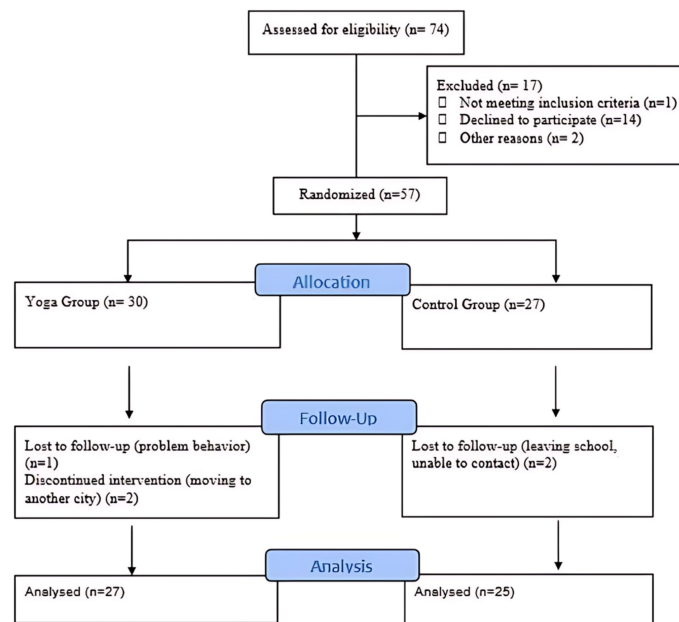 Assessed for eligibility (n= 74)
Excluded (n= 17)
▯ Not meeting inclusion criteria (n=1)
▯ Declined to participate (n=14)
▯ Other reasons (n= 2)
Randomized (n=57)
Allocation
Yoga Group (n= 30)
Control Group (n=27)
Follow-Up
Lost to follow-up (problem behavior)
(n=1)
Discontinued intervention (moving to
another city) (n=2)
Lost to follow-up (leaving school,
unable to contact) (n=2)
Analysis
Analysed (n=27)
Analysed (n=25)